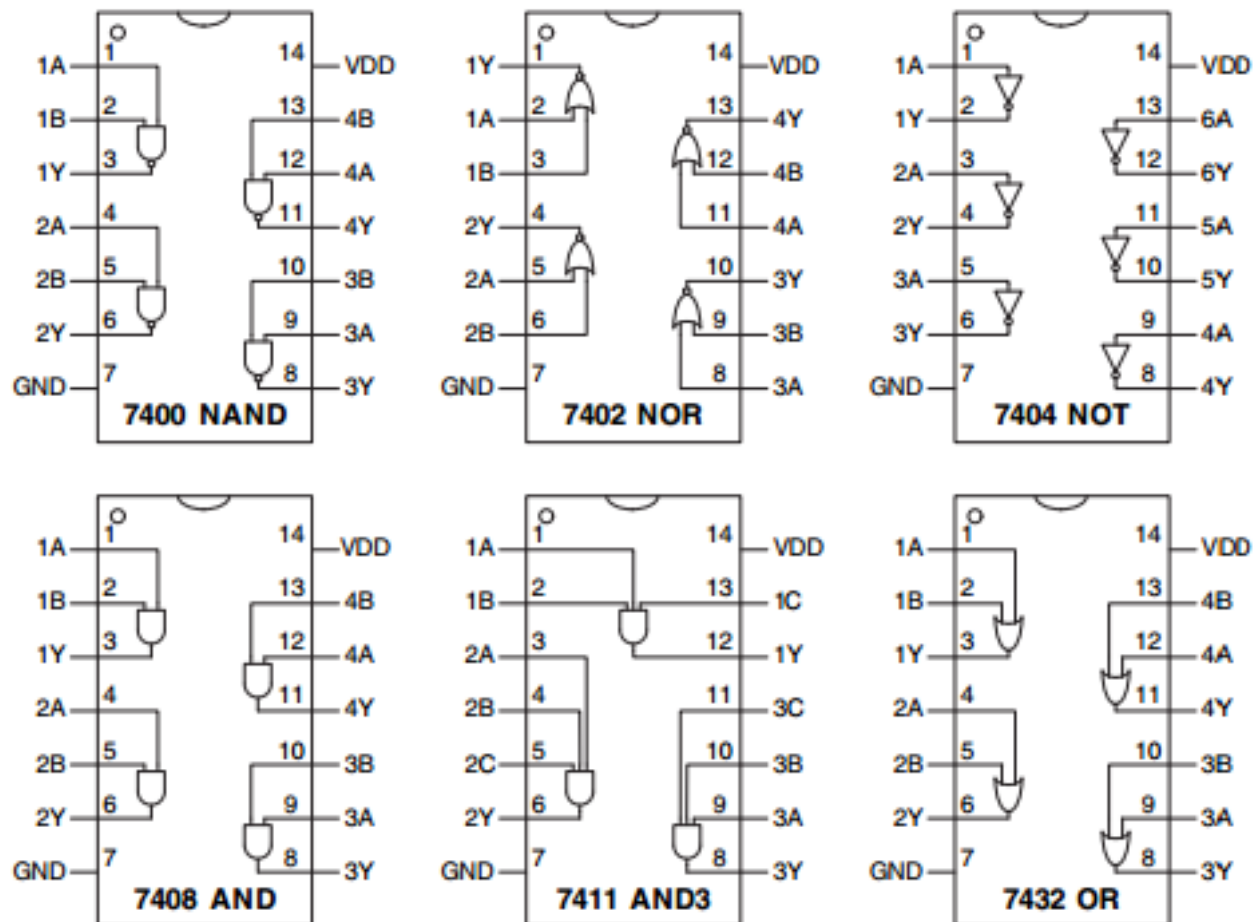 1 14
1A VDD
2 13
1B 4B
3 12
1Y 4A
4 11
2A 4Y
5 10
2B 3B
6 9
2Y 3A
7 8
GND 3Y
7400 NAND
1 14
1Y VDD
2 13
1A 4Y
3 12
1B 4B
4 11
2Y 4A
5 10
2A 3Y
6 9
2B 3B
7 8
GND 3A
7402 NOR
1 14
1A VDD
2 13
1Y 6A
3 12
2A 6Y
4 11
2Y 5A
5 10
3A 5Y
6 9
3Y 4A
7 8
GND 4Y
7404 NOT
1 14
1A VDD
2 13
1B 4B
3 12
1Y 4A
4 11
2A 4Y
5 10
2B 3B
6 9
2Y 3A
7 8
GND 3Y
7408 AND
1 14
1A VDD
2 13
1B 1C
3 12
2A 1Y
4 11
2B 3C
5 10
2C 3B
6 9
2Y 3A
7 8
GND 3Y
7411 AND3
1 14
1A VDD
2 13
1B 4B
3 12
1Y 4A
4 11
2A 4Y
5 10
2B 3B
6 9
2Y 3A
7 8
GND 3Y
7432 OR